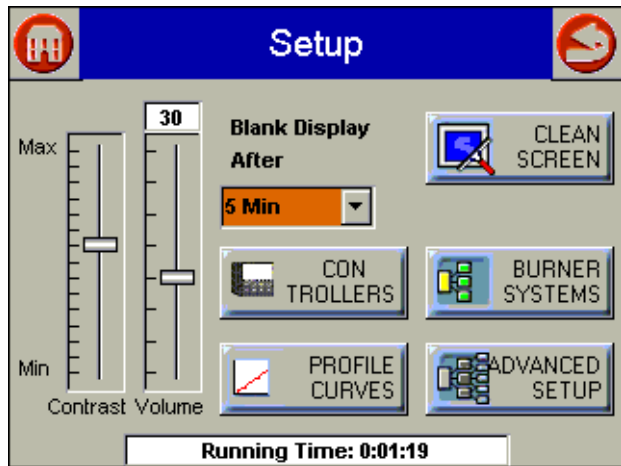 Setup
30
Max
Blank Display
After
5 Min
CLEAN
SCREEN
CON
TROLLERS
BURNER
SYSTEMS
Min
PROFILE
CURVES
ADVANCED
SETUP
Contrast Volume
Running Time: 0:01:19